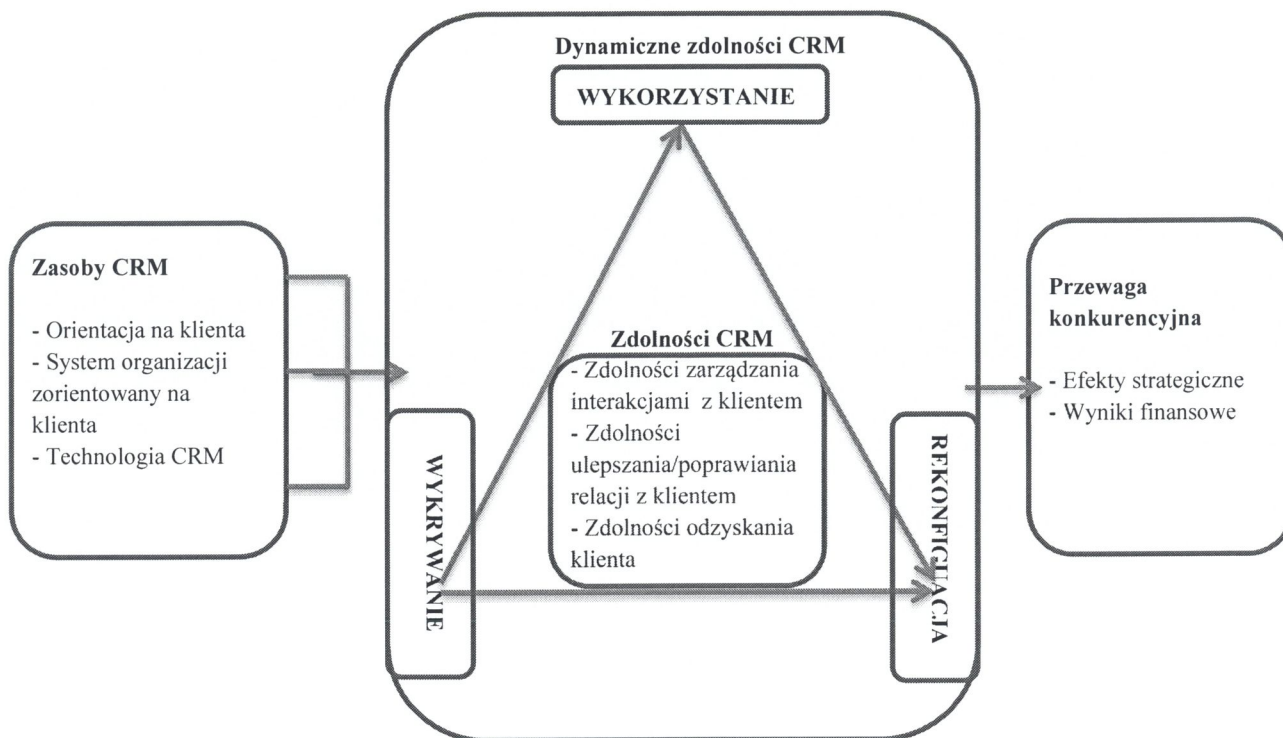 Dynamiczne zdolności CRM
WYKORZYSTANIE
Zasoby CRM
- Orientacja na klienta
- System organizacji
zorientowany na
klienta
- Technologia CRM
WYKRYWANIE
Zdolności CRM
- Zdolności zarządzania
interakcjami z klientem
- Zdolności
ulepszania/poprawiania
relacji z klientem
- Zdolności odzyskania
klienta
REKONFIGUACJA
Przewaga
konkurencyjna
- Efekty strategiczne
- Wyniki finansowe